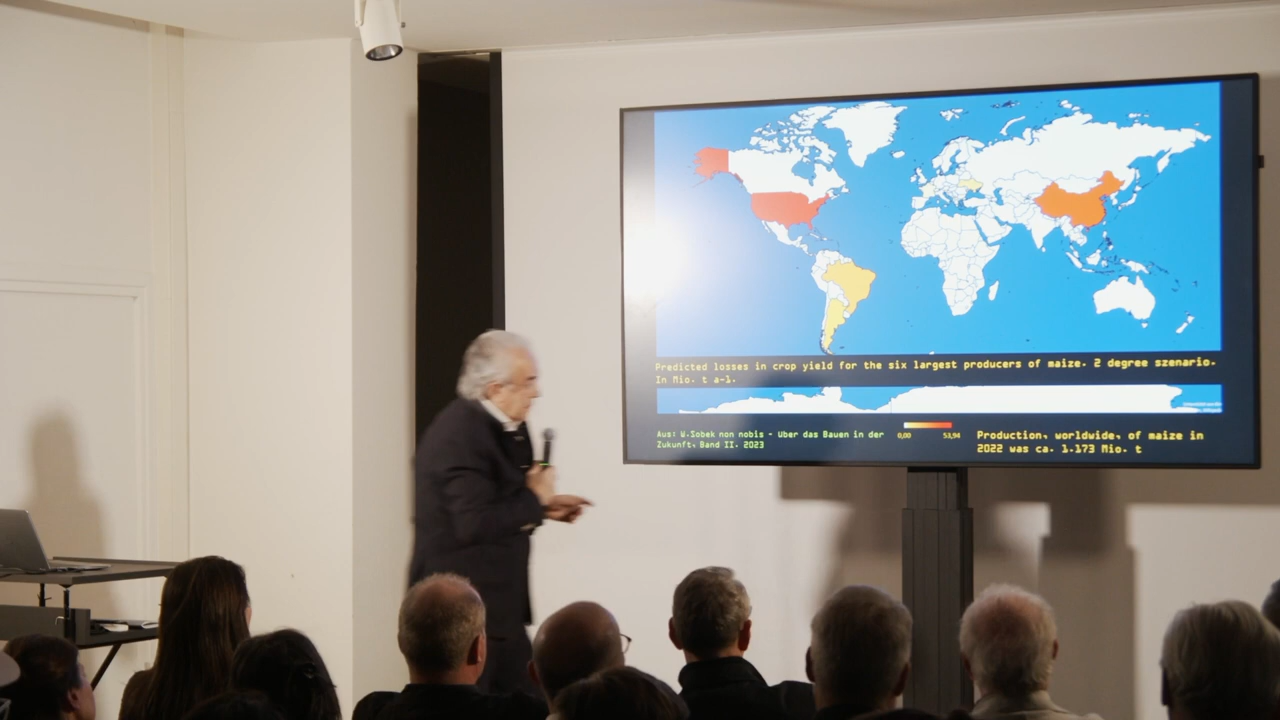 Predicted losses in crop yield for the six largest producers of maize. 2 degree szenario.
In Mio. t a-1.
Aus: W.Sobek non nobis - Uber das Bauen in der
Zukunft, Band II. 2023
0,00 53,94
Production, worldwide, of maize in
2022 was ca. 1.173 Mio. t